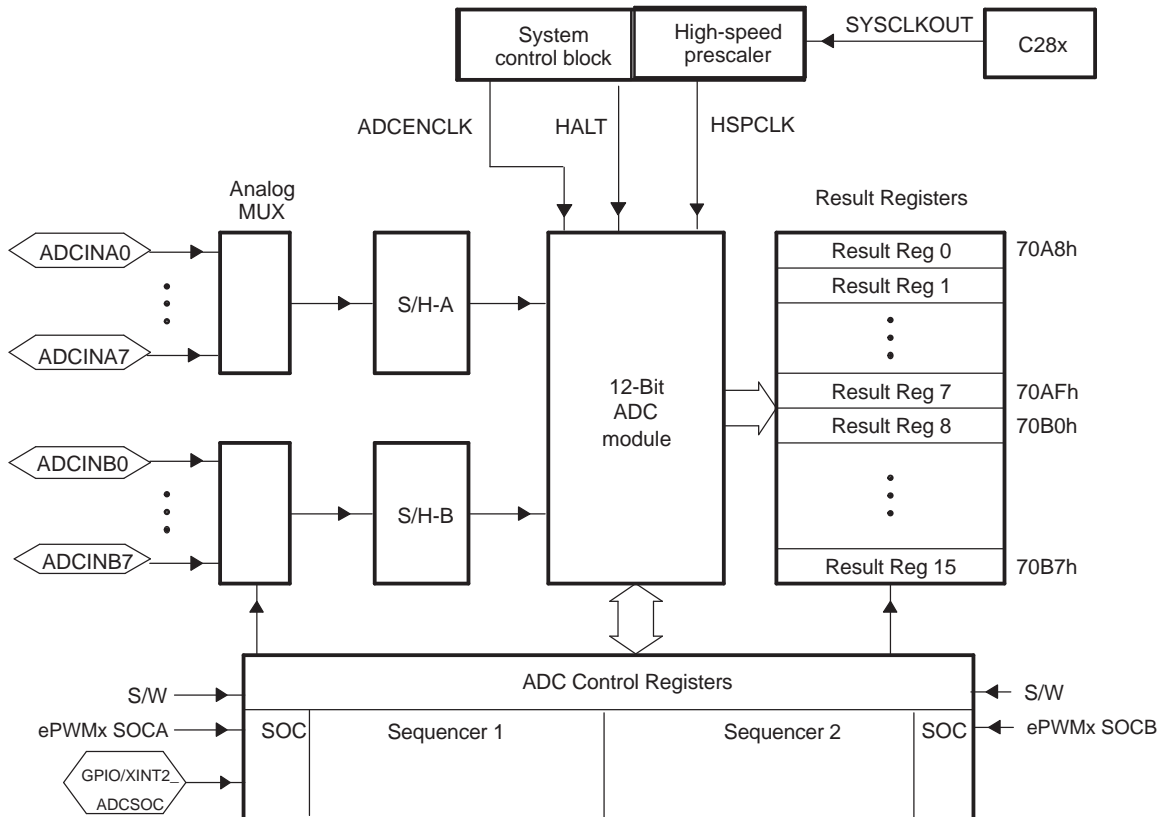 System
control block
High-speed
prescaler
SYSCLKOUT
C28x
ADCENCLK
HALT
HSPCLK
Analog
MUX
Result Registers
ADCINA0
S/H-A
Result Reg 0
70A8h
Result Reg 1
ADCINA7
12-Bit
ADC
module
Result Reg 7
70AFh
Result Reg 8
70B0h
ADCINB0
S/H-B
ADCINB7
Result Reg 15
70B7h
ADC Control Registers
S/W
S/W
ePWMx SOCA
SOC
Sequencer 1
Sequencer 2
SOC
ePWMx SOCB
GPIO/XINT2_
ADCSOC